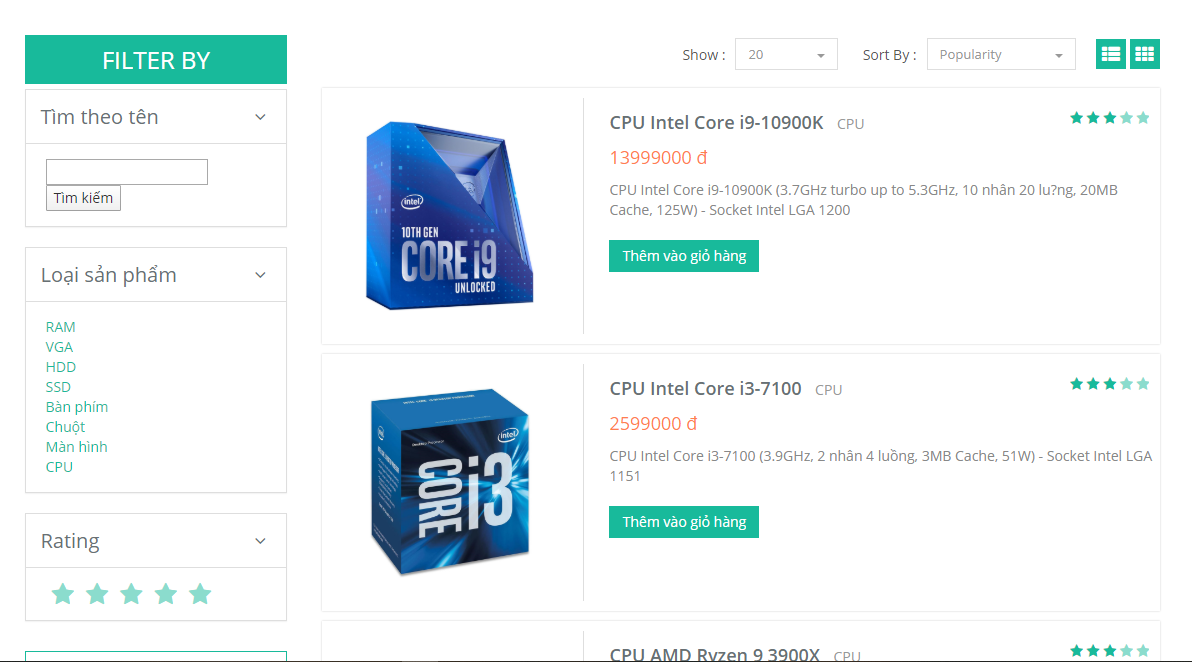 FILTER BY
Tìm theo tên
Tìm kiếm
Loại sản phẩm
RAM
VGA
HDD
SSD
Bàn phím
Chuột
Màn hình
CPU
Rating
Show :
20
Sort By :
Popularity
intel
10TH GEN
CORE i9
UNLOCKED
CPU Intel Core i9-10900K CPU
13999000 đ
CPU Intel Core i9-10900K (3.7GHz turbo up to 5.3GHz, 10 nhân 20 lu?ng, 20MB
Cache, 125W) - Socket Intel LGA 1200
Thêm vào giỏ hàng
intel
intel
CORE i3
CPU Intel Core i3-7100 CPU
2599000 đ
CPU Intel Core i3-7100 (3.9GHz, 2 nhân 4 luồng, 3MB Cache, 51W) - Socket Intel LGA
1151
Thêm vào giỏ hàng
CPU AMD Ryzen 9 3900X CPU